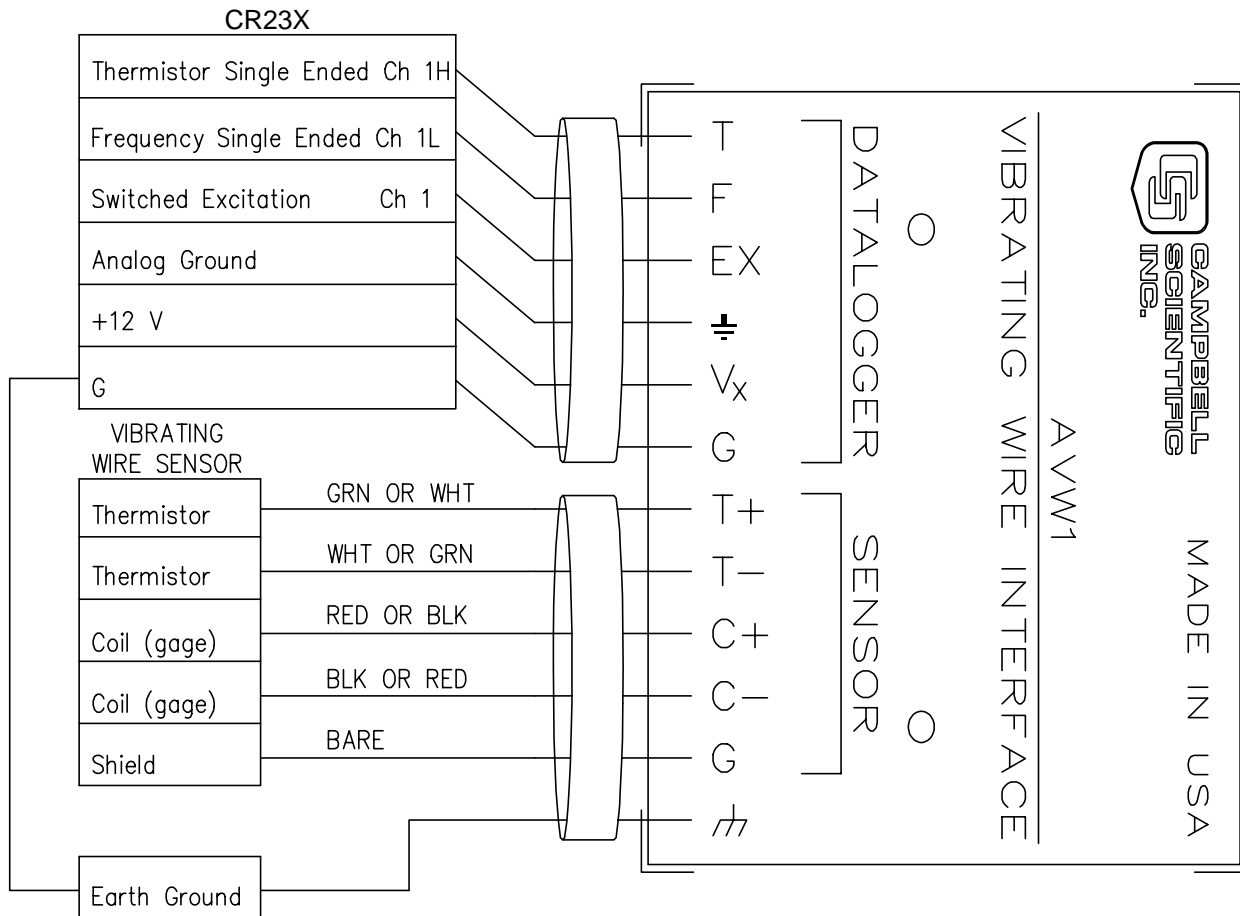 CR23X
Thermistor Single Ended Ch 1H
Frequency Single Ended Ch 1L
Switched Excitation Ch 1
Analog Ground
+12 V
G
VIBRATING
WIRE SENSOR
Thermistor
Thermistor
Coil (gage)
Coil (gage)
Shield
Earth Ground
GRN OR WHT
WHT OR GRN
RED OR BLK
BLK OR RED
BARE
T
F
EX
Vx
G
T+
T−
C+
C−
G
DATALOGGER
SENSOR
VIBRATING WIRE INTERFACE
AVW1
CAMPBELL
SCIENTIFIC
INC.
MADE IN USA